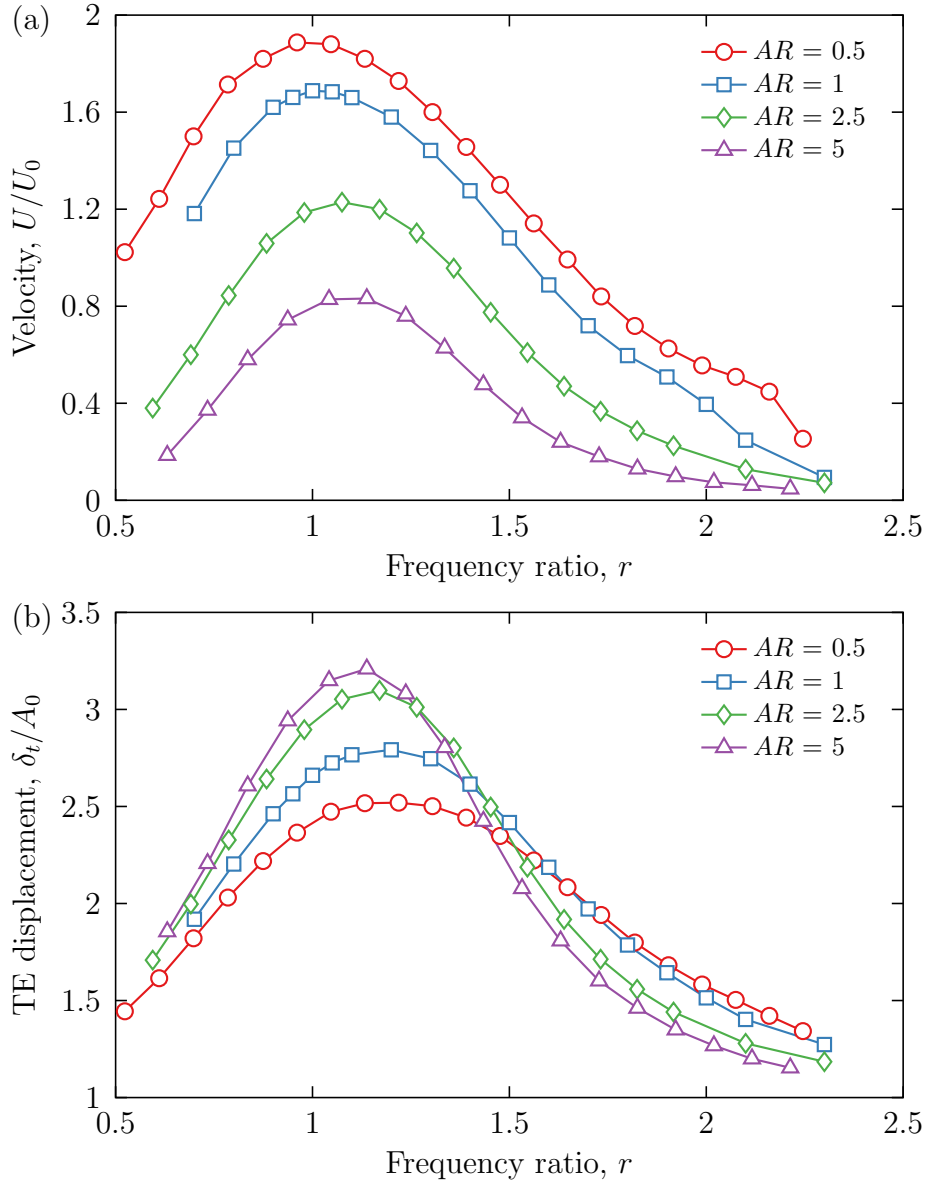 (a)
Velocity, U/U₀
2
1.6
1.2
0.8
0.4
0
AR = 0.5
AR = 1
AR = 2.5
AR = 5
0.5 1 1.5 2 2.5
Frequency ratio, r
(b)
TE displacement, δₜ/A₀
3.5
3
2.5
2
1.5
1
AR = 0.5
AR = 1
AR = 2.5
AR = 5
0.5 1 1.5 2 2.5
Frequency ratio, r